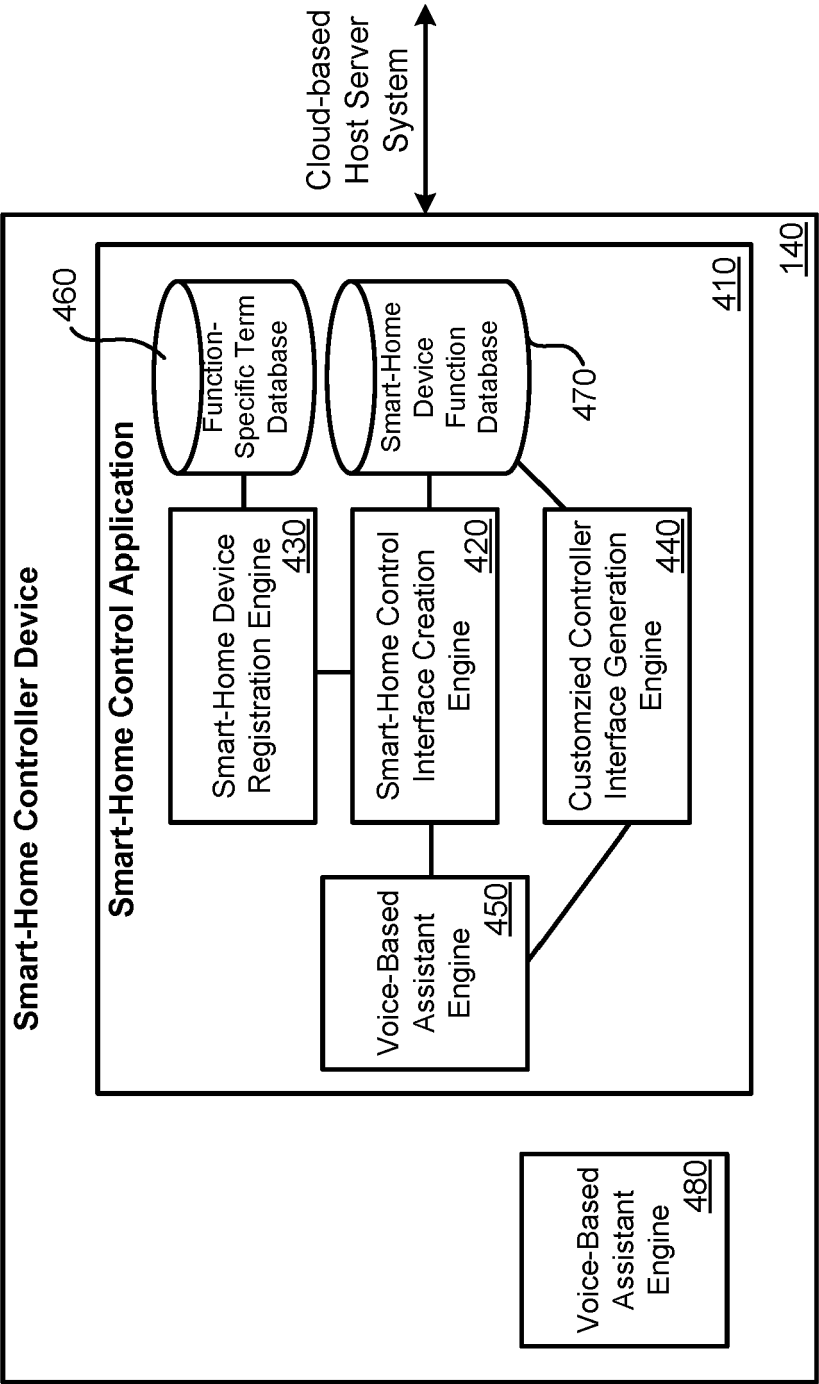 Smart-Home Controller Device
Smart-Home Control Application
Voice-Based
Assistant
Engine
480
Voice-Based
Assistant
Engine
450
Smart-Home Device
Registration Engine
430
Smart-Home Control
Interface Creation
Engine
420
Customzied Controller
Interface Generation
Engine
440
460
Function-
Specific Term
Database
Smart-Home
Device
Function
Database
470
410
140
Cloud-based
Host Server
System